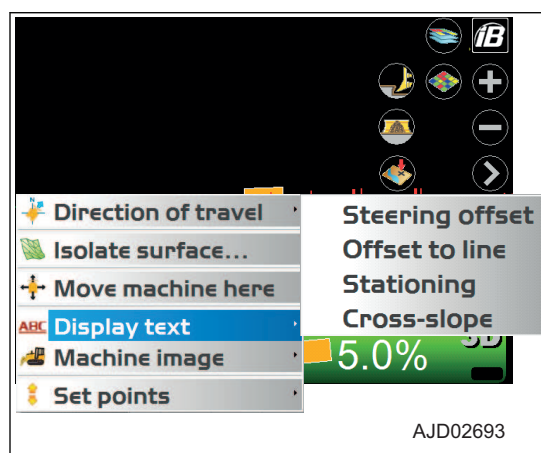 iB
N
Direction of travel
Isolate surface...
Move machine here
ABC Display text
Machine image
Set points
Steering offset
Offset to line
Stationing
Cross-slope
3D
5.0%
AJD02693